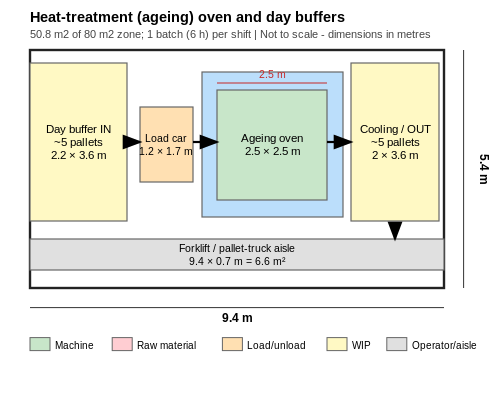 Heat-treatment (ageing) oven and day buffers
50.8 m2 of 80 m2 zone; 1 batch (6 h) per shift | Not to scale - dimensions in metres
2.5 m
Day buffer IN
~5 pallets
2.2 × 3.6 m
Load car
1.2 × 1.7 m
Ageing oven
2.5 × 2.5 m
Cooling / OUT
~5 pallets
2 × 3.6 m
5.4 m
Forklift / pallet-truck aisle
9.4 × 0.7 m = 6.6 m²
9.4 m
Machine
Raw material
Load/unload
WIP
Operator/aisle